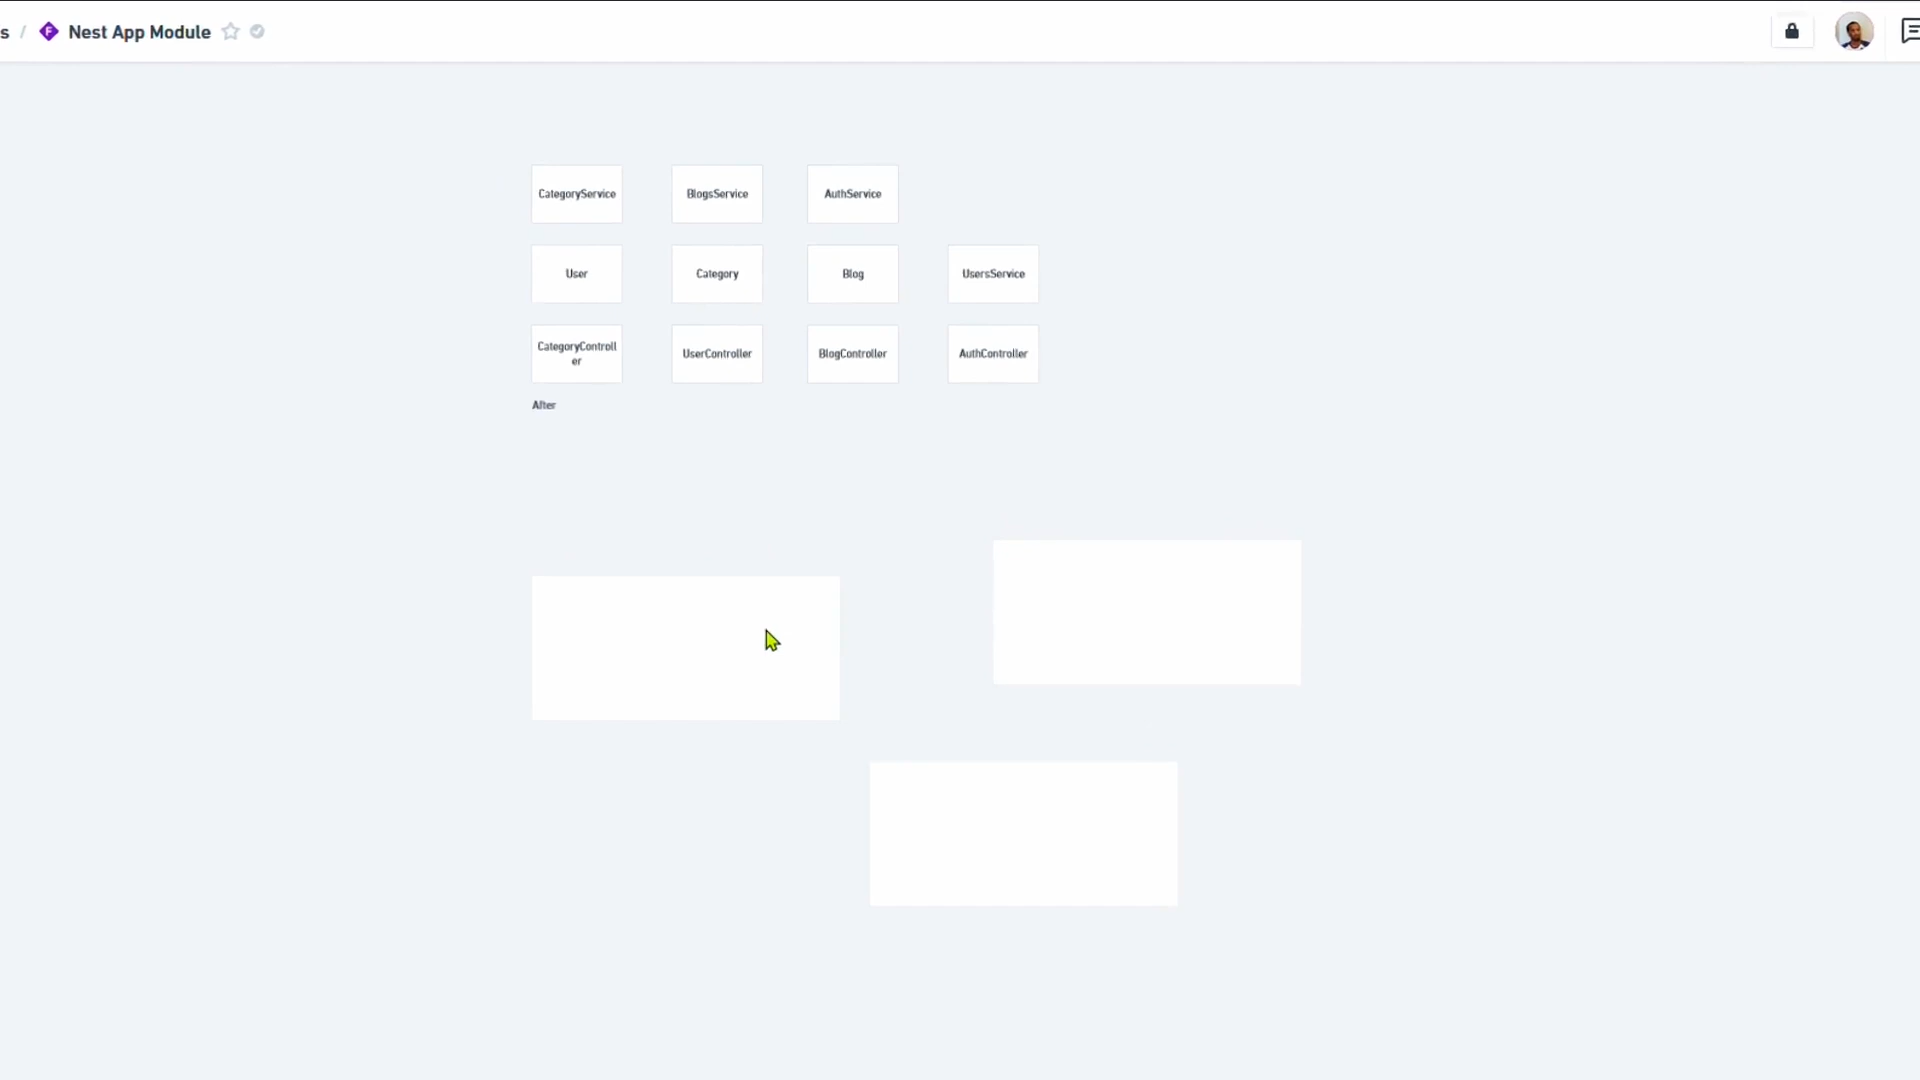 s / Nest App Module
CategoryService BlogsService AuthService
User Category Blog UsersService
CategoryControll
er
UserController BlogController AuthController
After